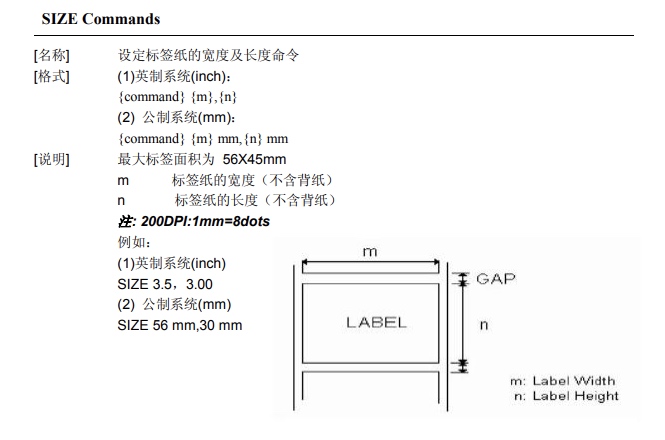 SIZE Commands
[名称] 设定标签纸的宽度及长度命令
[格式] (1)英制系统(inch):
{command} {m},{n}
(2) 公制系统(mm):
{command} {m} mm,{n} mm
[说明] 最大标签面积为 56X45mm
m 标签纸的宽度（不含背纸）
n 标签纸的长度（不含背纸）
注: 200DPI:1mm=8dots
例如：
(1)英制系统(inch)
SIZE 3.5，3.00
(2) 公制系统(mm)
SIZE 56 mm,30 mm
m
GAP
LABEL
n
m: Label Width
n: Label Height